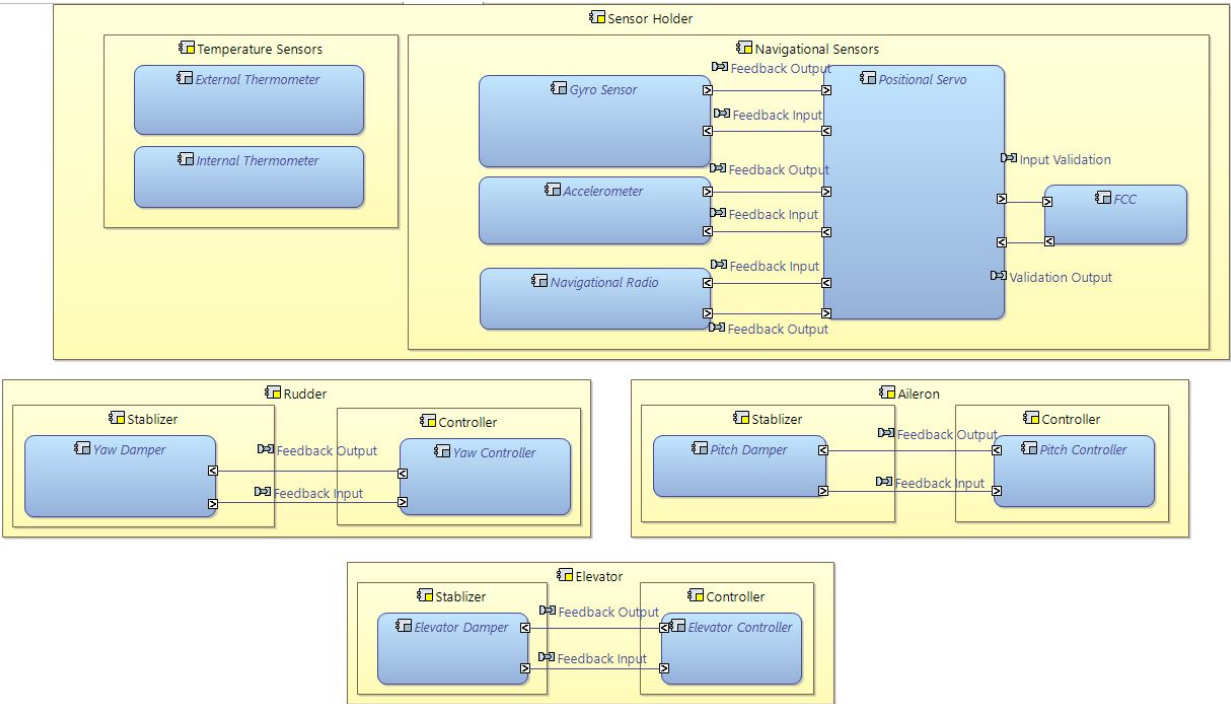 Sensor Holder
Temperature Sensors
External Thermometer
Internal Thermometer
Navigational Sensors
Feedback Output
Gyro Sensor
Positional Servo
Feedback Input
Feedback Output
Input Validation
Accelerometer
FCC
Feedback Input
Feedback Input
Navigational Radio
Validation Output
Feedback Output
Rudder
Stablizer
Controller
Yaw Damper
Feedback Output
Yaw Controller
Feedback Input
Aileron
Stablizer
Controller
Feedback Output
Pitch Damper
Pitch Controller
Feedback Input
Elevator
Stablizer
Controller
Feedback Output
Elevator Damper
Elevator Controller
Feedback Input